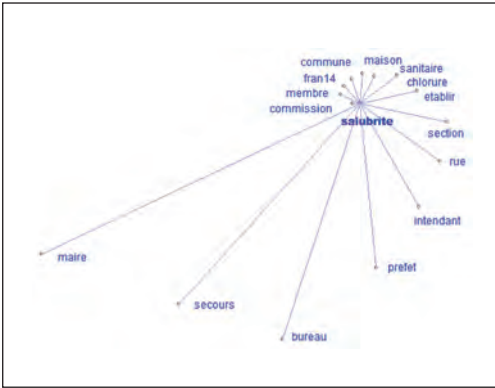 commune
maison
fran14
sanitaire
chlorure
membre
etablir
commission
salubrite
section
rue
intendant
maire
prefet
secours
bureau